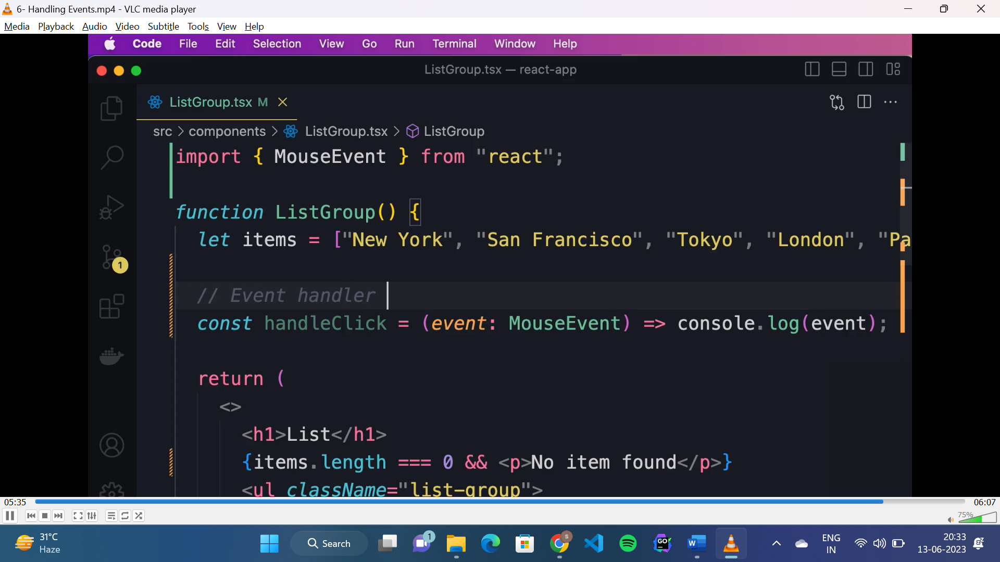 6- Handling Events.mp4 - VLC media player
Media Playback Audio Video Subtitle Tools View Help
Code File Edit Selection View Go Run Terminal Window Help
ListGroup.tsx — react-app
ListGroup.tsx M
src > components > ListGroup.tsx > ListGroup
import { MouseEvent } from "react";
function ListGroup() {
let items = ["New York", "San Francisco", "Tokyo", "London", "Pa
// Event handler
const handleClick = (event: MouseEvent) => console.log(event);
return (
<>
<h1>List</h1>
{items.length === 0 && <p>No item found</p>}
<ul className="list-group">
1
05:35
06:07
75%
31°C
Haze
Search
1
S
GO
W
ENG
IN
20:33
13-06-2023